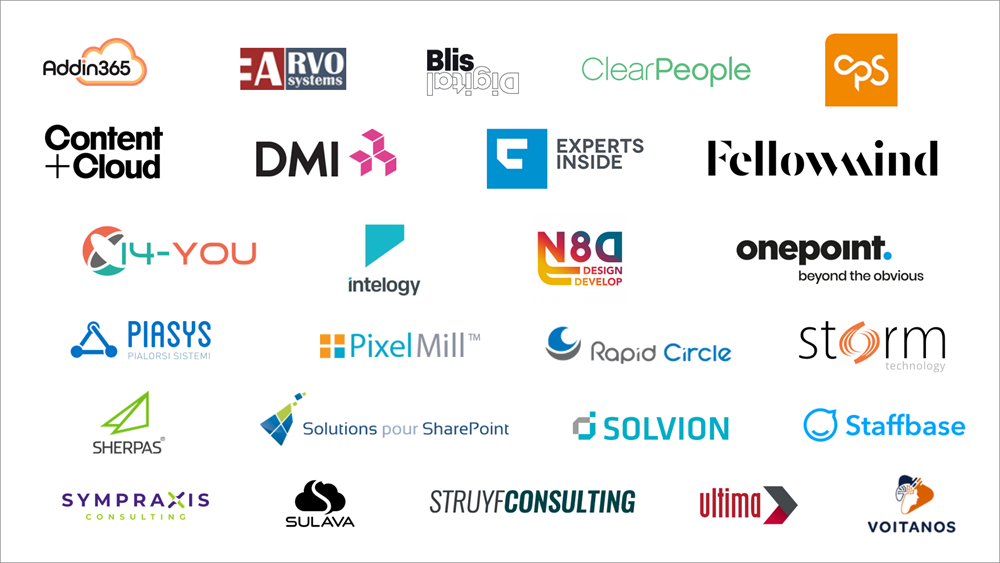 Addin365
ARVO
systems
Blis
Digital
ClearPeople
cps
Content
+Cloud
DMI
EXPERTS
INSIDE
Fellowmind
14-YOU
intelogy
N8D
DESIGN
DEVELOP
onepoint.
beyond the obvious
PIASYS
PIALORSI SISTEMI
PixelMill™
Rapid Circle
storm
technology
SHERPAS®
Solutions pour SharePoint
SOLVION
Staffbase
SYMPRAXIS
CONSULTING
SULAVA
STRUYFCONSULTING
ultima
VOITANOS